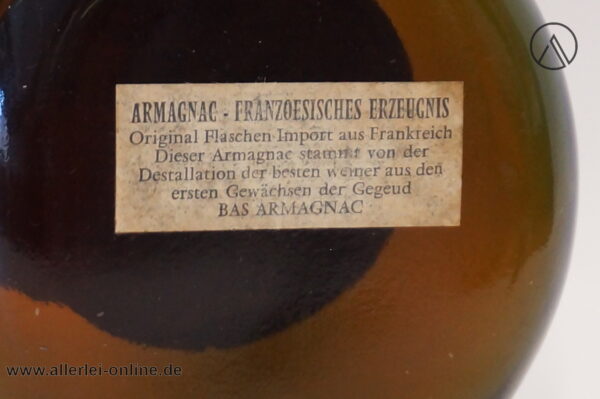 ARMAGNAC - FRANZOESISCHES ERZEUGNIS
Original Flaschen Import aus Frankreich
Dieser Armagnac stammt von der
Destallation der besten weiner aus den
ersten Gewächsen der Gegeud
BAS ARMAGNAC
www.allerlei-online.de